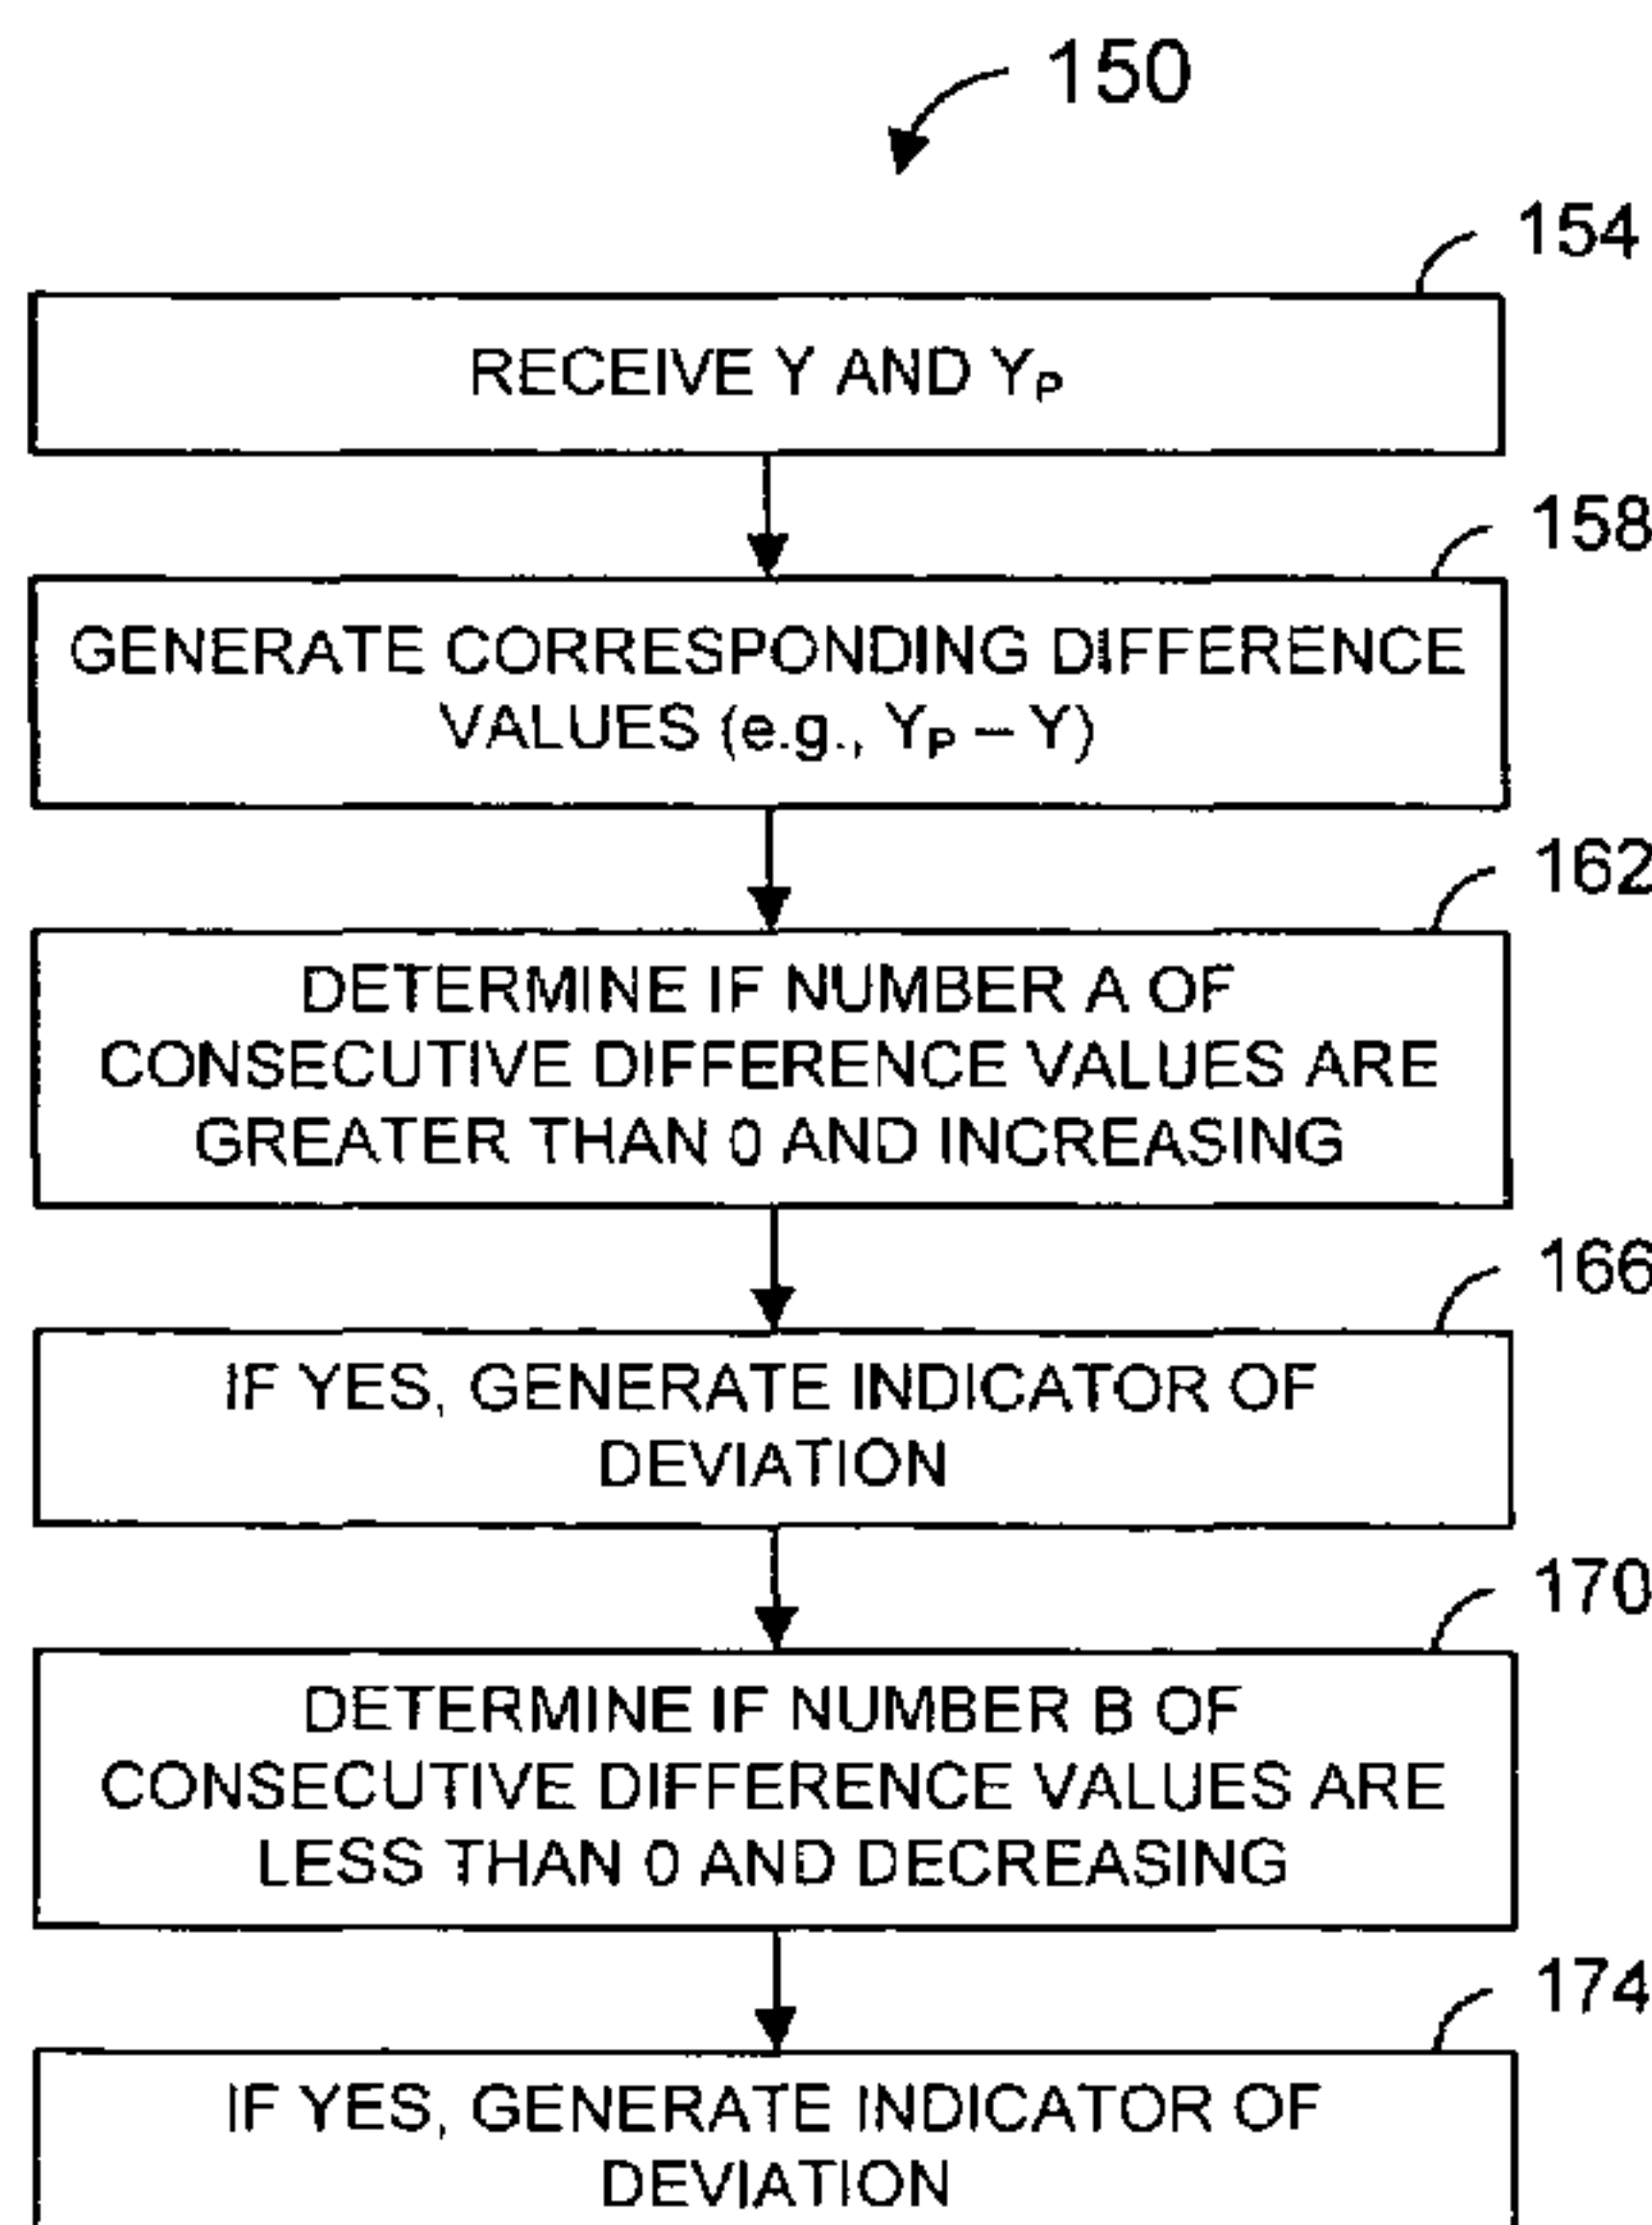 150
154
RECEIVE Y AND YP
158
GENERATE CORRESPONDING DIFFERENCE
VALUES (e.g., YP – Y)
162
DETERMINE IF NUMBER A OF
CONSECUTIVE DIFFERENCE VALUES ARE
GREATER THAN 0 AND INCREASING
166
IF YES, GENERATE INDICATOR OF
DEVIATION
170
DETERMINE IF NUMBER B OF
CONSECUTIVE DIFFERENCE VALUES ARE
LESS THAN 0 AND DECREASING
174
IF YES, GENERATE INDICATOR OF
DEVIATION